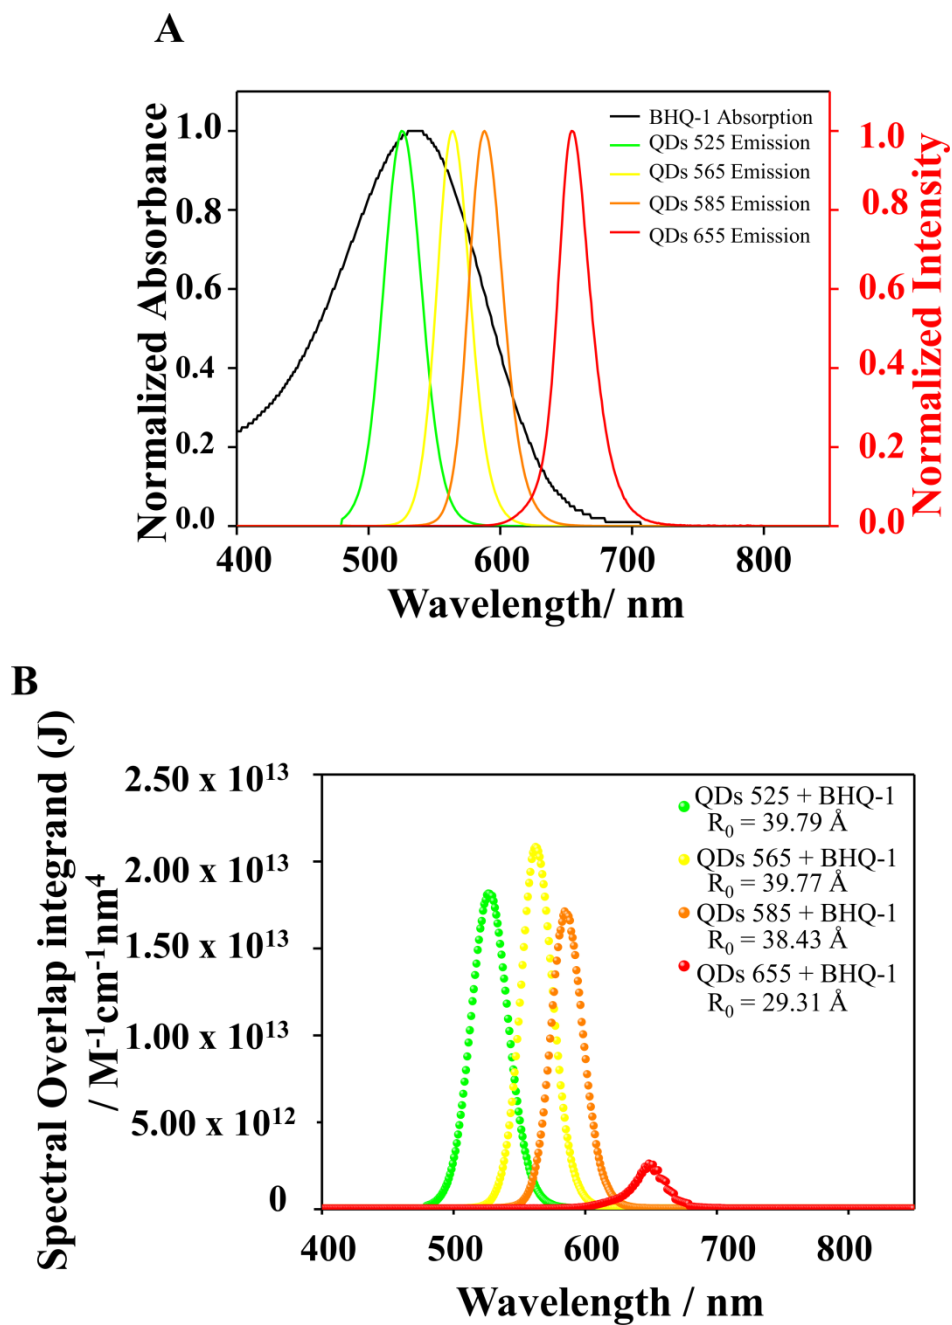 A
Normalized Absorbance
1.0
0.8
0.6
0.4
0.2
0.0
BHQ-1 Absorption
QDs 525 Emission
QDs 565 Emission
QDs 585 Emission
QDs 655 Emission
1.0
0.8
0.6
0.4
0.2
0.0
Normalized Intensity
400 500 600 700 800
Wavelength/ nm
B
Spectral Overlap integrand (J)
/ M⁻¹cm⁻¹nm⁴
2.50 x 10¹³
2.00 x 10¹³
1.50 x 10¹³
1.00 x 10¹³
5.00 x 10¹²
0
QDs 525 + BHQ-1
R₀ = 39.79 Å
QDs 565 + BHQ-1
R₀ = 39.77 Å
QDs 585 + BHQ-1
R₀ = 38.43 Å
QDs 655 + BHQ-1
R₀ = 29.31 Å
400 500 600 700 800
Wavelength / nm